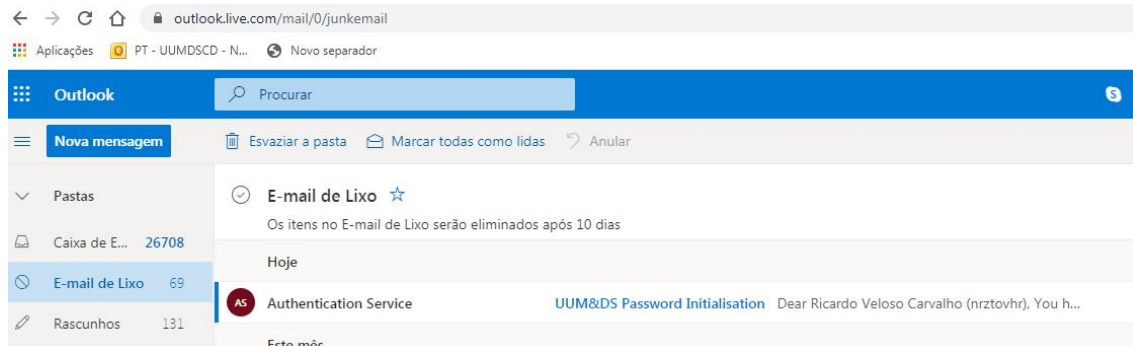 outlook.live.com/mail/0/junkemail
Aplicações PT - UUMDSCD - N... Novo separador
Outlook Procurar
Nova mensagem Esvaziar a pasta Marcar todas como lidas Anular
Pastas E-mail de Lixo
Os itens no E-mail de Lixo serão eliminados após 10 dias
Caixa de E... 26708
Hoje
E-mail de Lixo 69
AS Authentication Service UUM&DS Password Initialisation Dear Ricardo Veloso Carvalho (nrztovhr), You h...
Rascunhos 131
Este mês